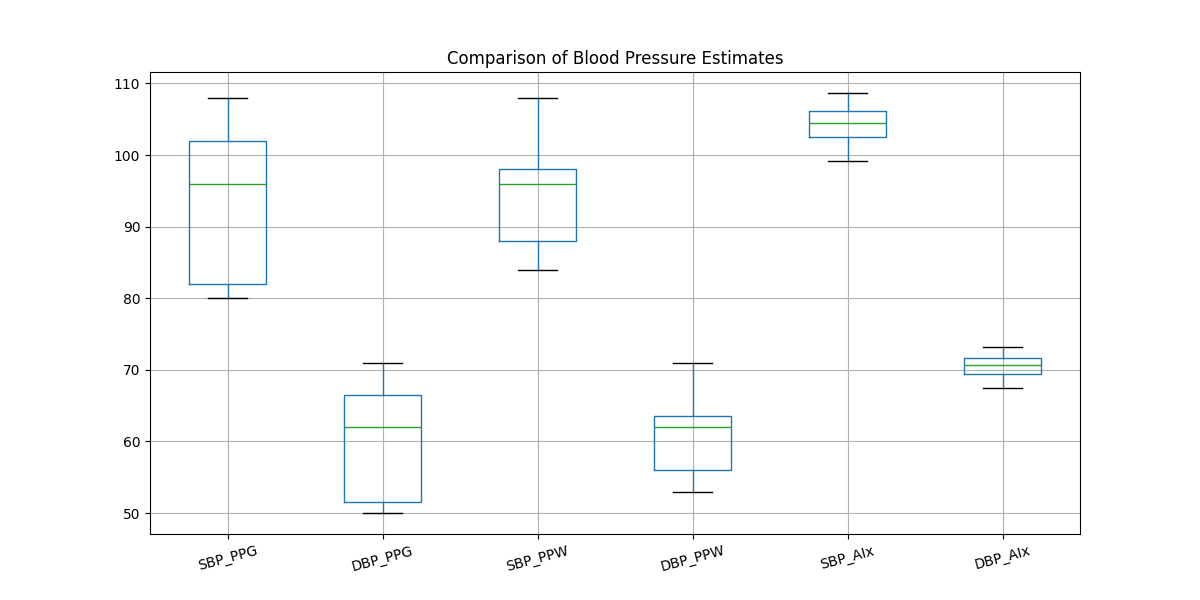 Comparison of Blood Pressure Estimates
110
100
90
80
70
60
50
SBP_PPG
DBP_PPG
SBP_PPW
DBP_PPW
SBP_AIx
DBP_AIx